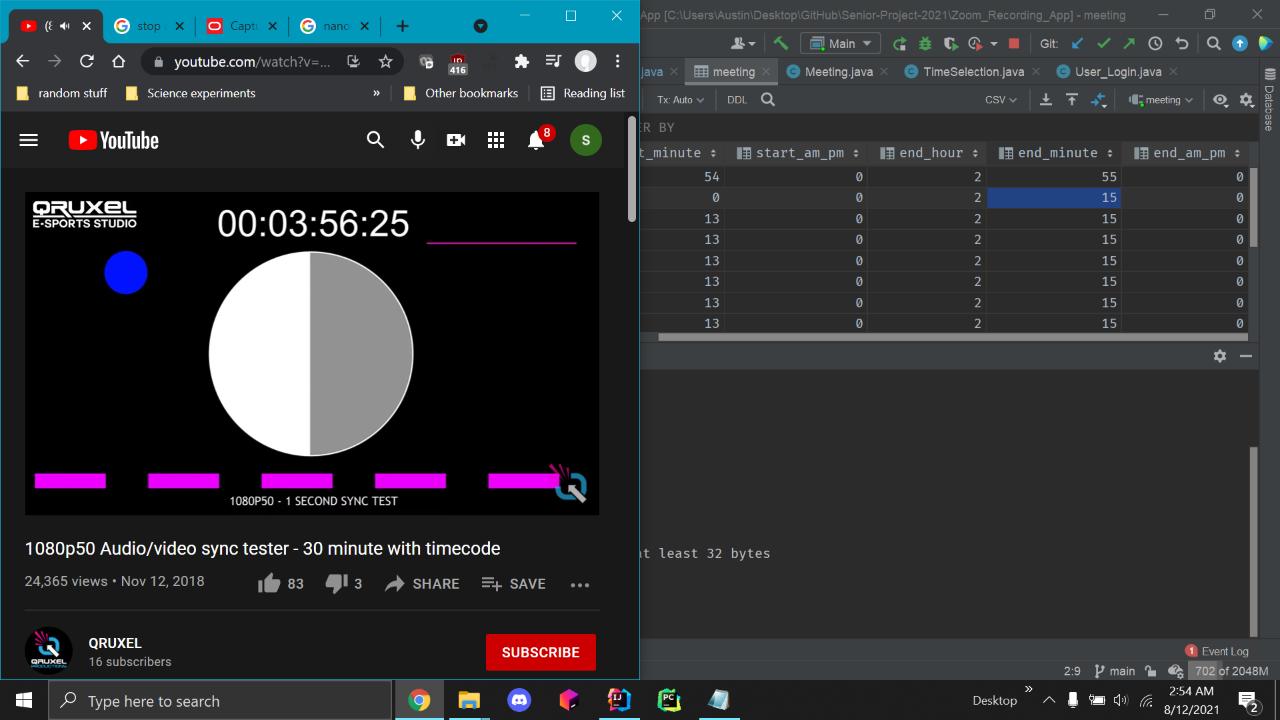 stop
Captu
nano
youtube.com/watch?v=...
416
random stuff
Science experiments
»
Other bookmarks
Reading list
YouTube
8
S
QRUXEL
E-SPORTS STUDIO
00:03:56:25
1080P50 - 1 SECOND SYNC TEST
1080p50 Audio/video sync tester - 30 minute with timecode
24,365 views • Nov 12, 2018
83
3
SHARE
SAVE
QRUXEL
16 subscribers
SUBSCRIBE
App [C:\Users\Austin\Desktop\GitHub\Senior-Project-2021\Zoom_Recording_App] - meeting
Main
Git:
java
meeting
Meeting.java
TimeSelection.java
User_Login.java
Tx: Auto
DDL
CSV
meeting
Database
ER BY
t_minute start_am_pm end_hour end_minute end_am_pm
54 0 2 55 0
0 0 2 15 0
13 0 2 15 0
13 0 2 15 0
13 0 2 15 0
13 0 2 15 0
13 0 2 15 0
13 0 2 15 0
at least 32 bytes
1 Event Log
2:9 main 702 of 2048M
Type here to search
Desktop
»
2:54 AM
8/12/2021
2